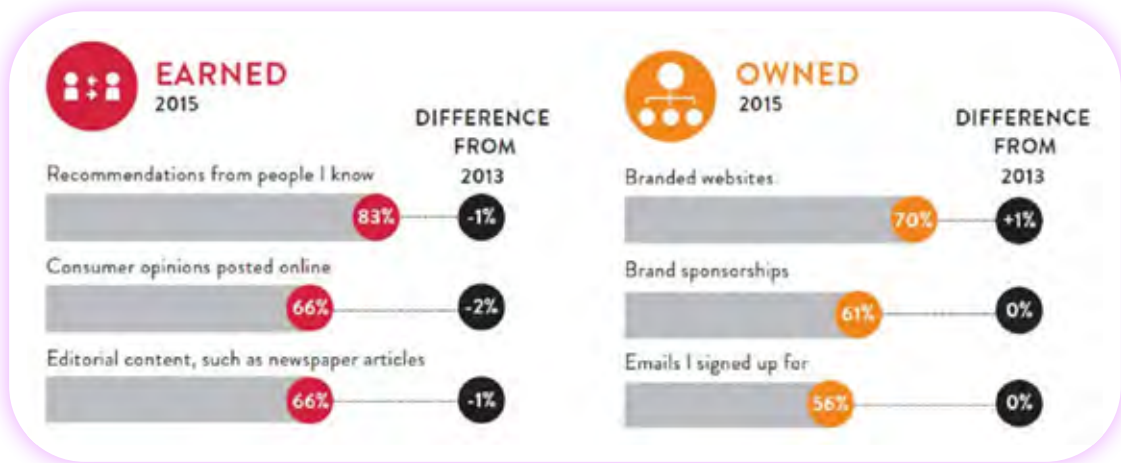 EARNED
2015
DIFFERENCE
FROM
2013
Recommendations from people I know
83%
-1%
Consumer opinions posted online
66%
-2%
Editorial content, such as newspaper articles
66%
-1%
OWNED
2015
DIFFERENCE
FROM
2013
Branded websites
70%
+1%
Brand sponsorships
61%
0%
Emails I signed up for
56%
0%